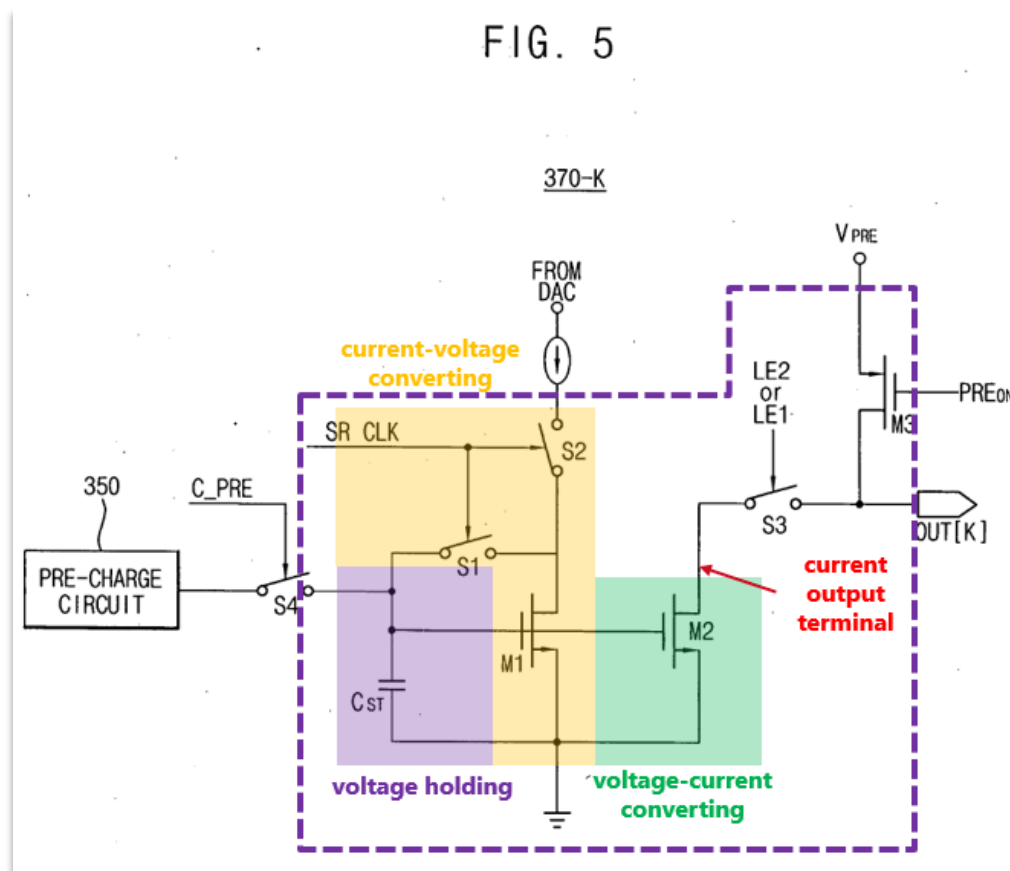 FIG. 5
370-K
VPRE
FROM
DAC
current-voltage
converting
LE2
or
LE1
PREON
M3
SR CLK
S2
350
C_PRE
S3
OUT[K]
PRE-CHARGE
CIRCUIT
S4
S1
current
output
terminal
M1
M2
CST
voltage holding
voltage-current
converting